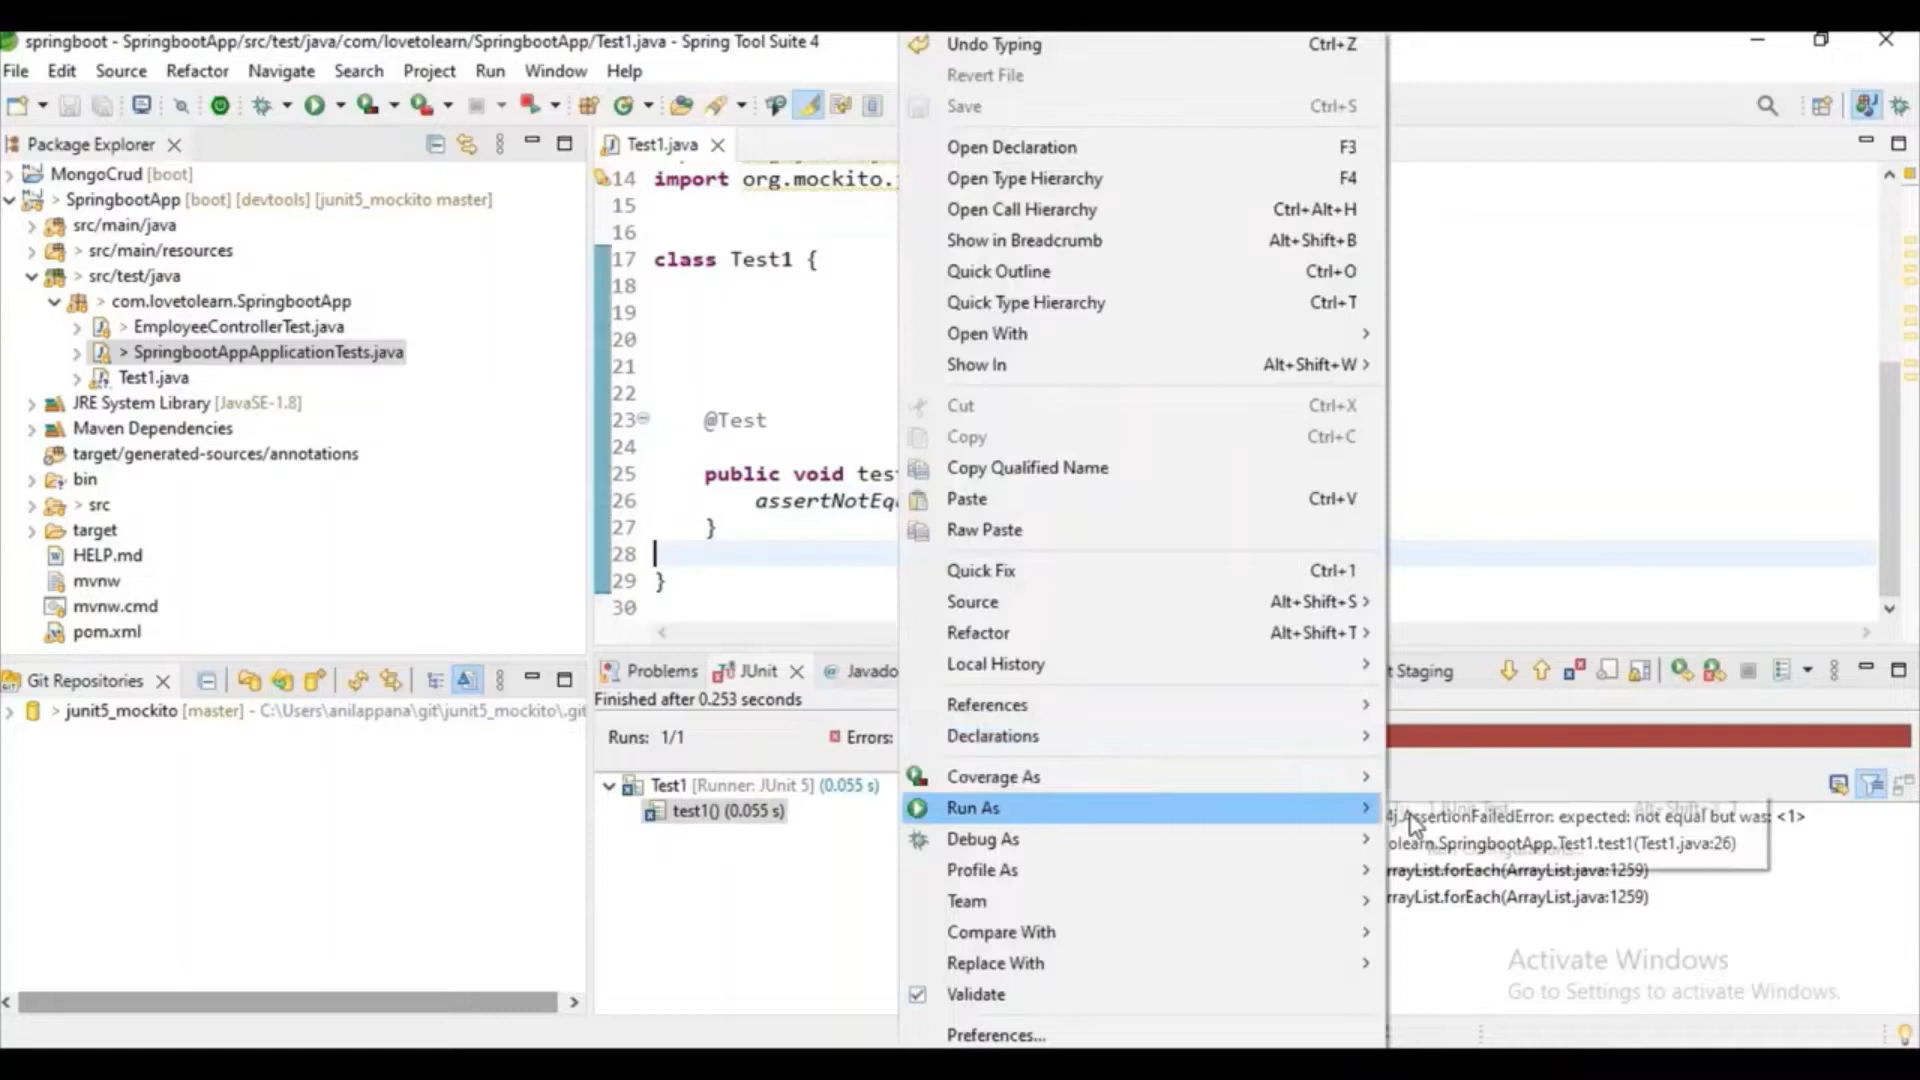 springboot - SpringbootApp/src/test/java/com/lovetolearn/SpringbootApp/Test1.java - Spring Tool Suite 4
File Edit Source Refactor Navigate Search Project Run Window Help
Package Explorer
MongoCrud [boot]
> SpringbootApp [boot] [devtools] [junit5_mockito master]
src/main/java
> src/main/resources
> src/test/java
> com.lovetolearn.SpringbootApp
> EmployeeControllerTest.java
> SpringbootAppApplicationTests.java
Test1.java
JRE System Library [JavaSE-1.8]
Maven Dependencies
target/generated-sources/annotations
bin
> src
target
HELP.md
mvnw
mvnw.cmd
pom.xml
Git Repositories
> junit5_mockito [master] - C:\Users\anilappana\git\junit5_mockito\.git
Test1.java
14 import org.mockito.
15
16
17 class Test1 {
18
19
20
21
22
23 @Test
24
25 public void tes
26 assertNotEq
27 }
28
29 }
30
Problems JUnit Javado
Finished after 0.253 seconds
Runs: 1/1 Errors:
Test1 [Runner: JUnit 5] (0.055 s)
test1() (0.055 s)
Undo Typing Ctrl+Z
Revert File
Save Ctrl+S
Open Declaration F3
Open Type Hierarchy F4
Open Call Hierarchy Ctrl+Alt+H
Show in Breadcrumb Alt+Shift+B
Quick Outline Ctrl+O
Quick Type Hierarchy Ctrl+T
Open With
Show In Alt+Shift+W
Cut Ctrl+X
Copy Ctrl+C
Copy Qualified Name
Paste Ctrl+V
Raw Paste
Quick Fix Ctrl+1
Source Alt+Shift+S
Refactor Alt+Shift+T
Local History
References
Declarations
Coverage As
Run As
Debug As
Profile As
Team
Compare With
Replace With
Validate
Preferences...
t Staging
4j.AssertionFailedError: expected: not equal but was: <1>
olearn.SpringbootApp.Test1.test1(Test1.java:26)
rrayList.forEach(ArrayList.java:1259)
rrayList.forEach(ArrayList.java:1259)
Activate Windows
Go to Settings to activate Windows.